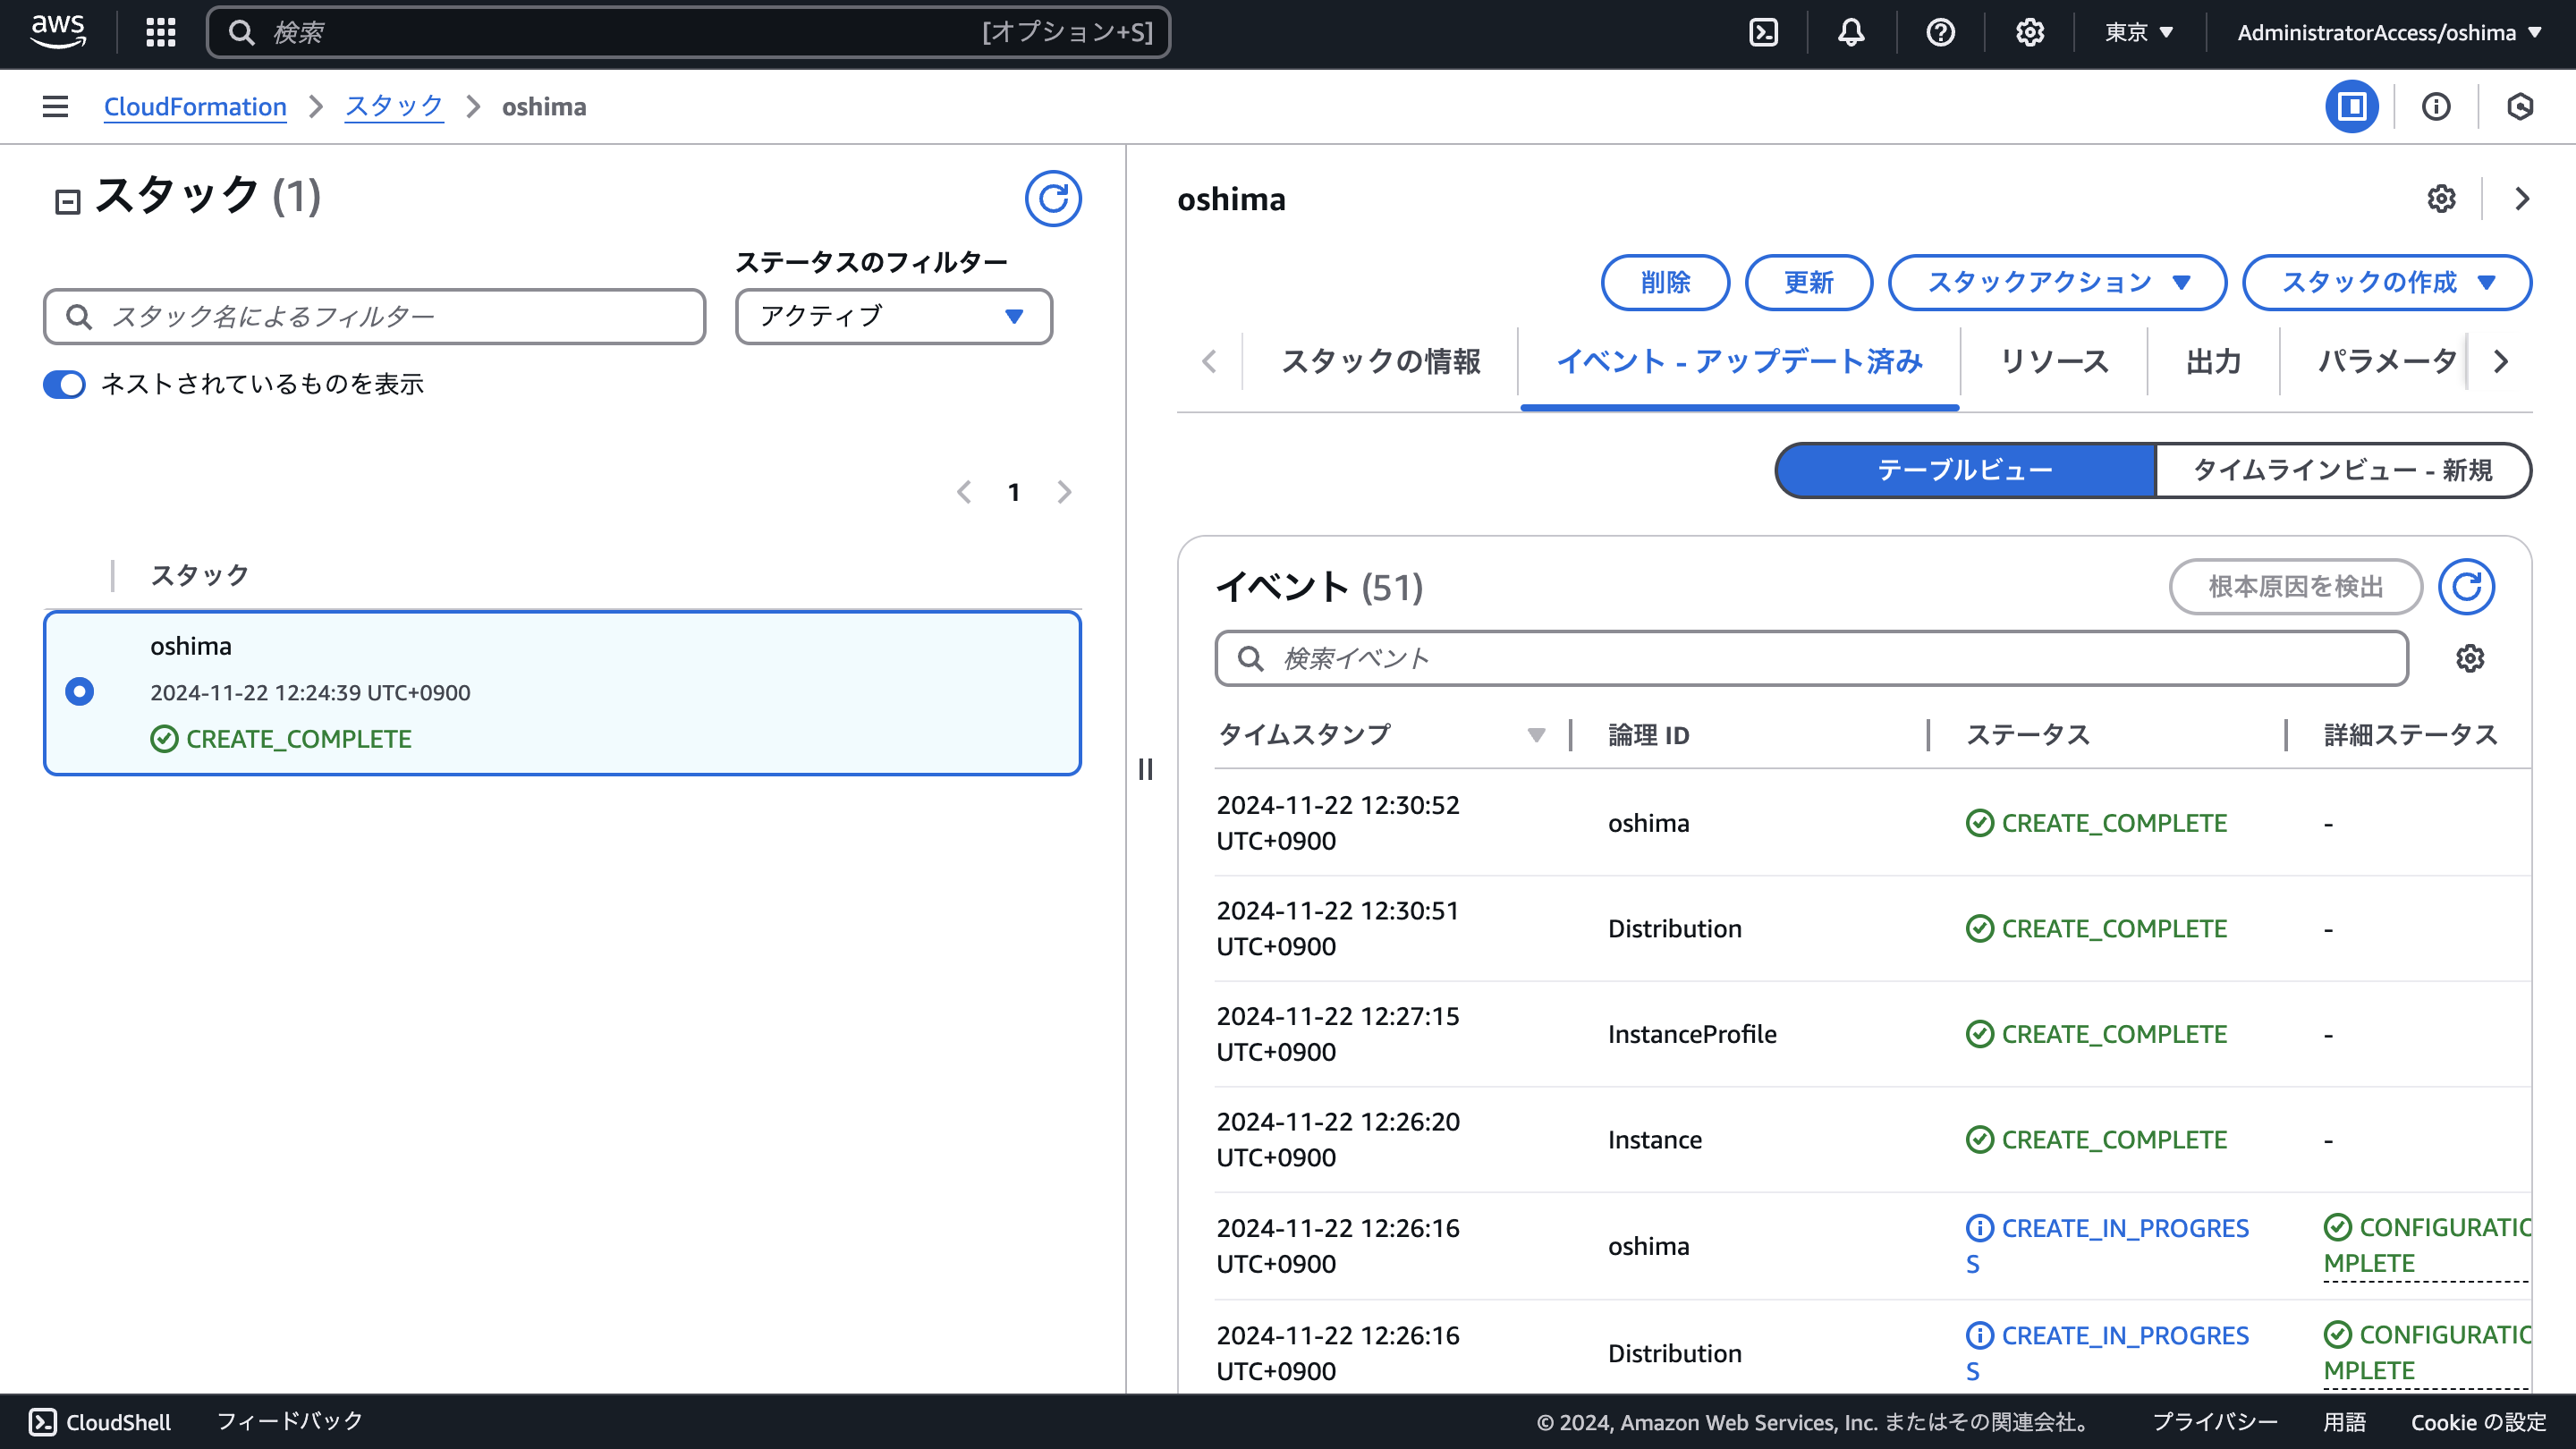 aws
検索
[オプション+S]
東京
AdministratorAccess/oshima
CloudFormation
スタック
oshima
スタック (1)
ステータスのフィルター
スタック名によるフィルター
アクティブ
ネストされているものを表示
1
スタック
oshima
2024-11-22 12:24:39 UTC+0900
CREATE_COMPLETE
oshima
削除
更新
スタックアクション
スタックの作成
スタックの情報
イベント - アップデート済み
リソース
出力
パラメータ
テーブルビュー
タイムラインビュー - 新規
イベント (51)
根本原因を検出
検索イベント
タイムスタンプ
論理 ID
ステータス
詳細ステータス
2024-11-22 12:30:52
UTC+0900
oshima
CREATE_COMPLETE
-
2024-11-22 12:30:51
UTC+0900
Distribution
CREATE_COMPLETE
-
2024-11-22 12:27:15
UTC+0900
InstanceProfile
CREATE_COMPLETE
-
2024-11-22 12:26:20
UTC+0900
Instance
CREATE_COMPLETE
-
2024-11-22 12:26:16
UTC+0900
oshima
CREATE_IN_PROGRES
S
CONFIGURATIO
MPLETE
2024-11-22 12:26:16
UTC+0900
Distribution
CREATE_IN_PROGRES
S
CONFIGURATIO
MPLETE
CloudShell
フィードバック
© 2024, Amazon Web Services, Inc. またはその関連会社。
プライバシー
用語
Cookie の設定